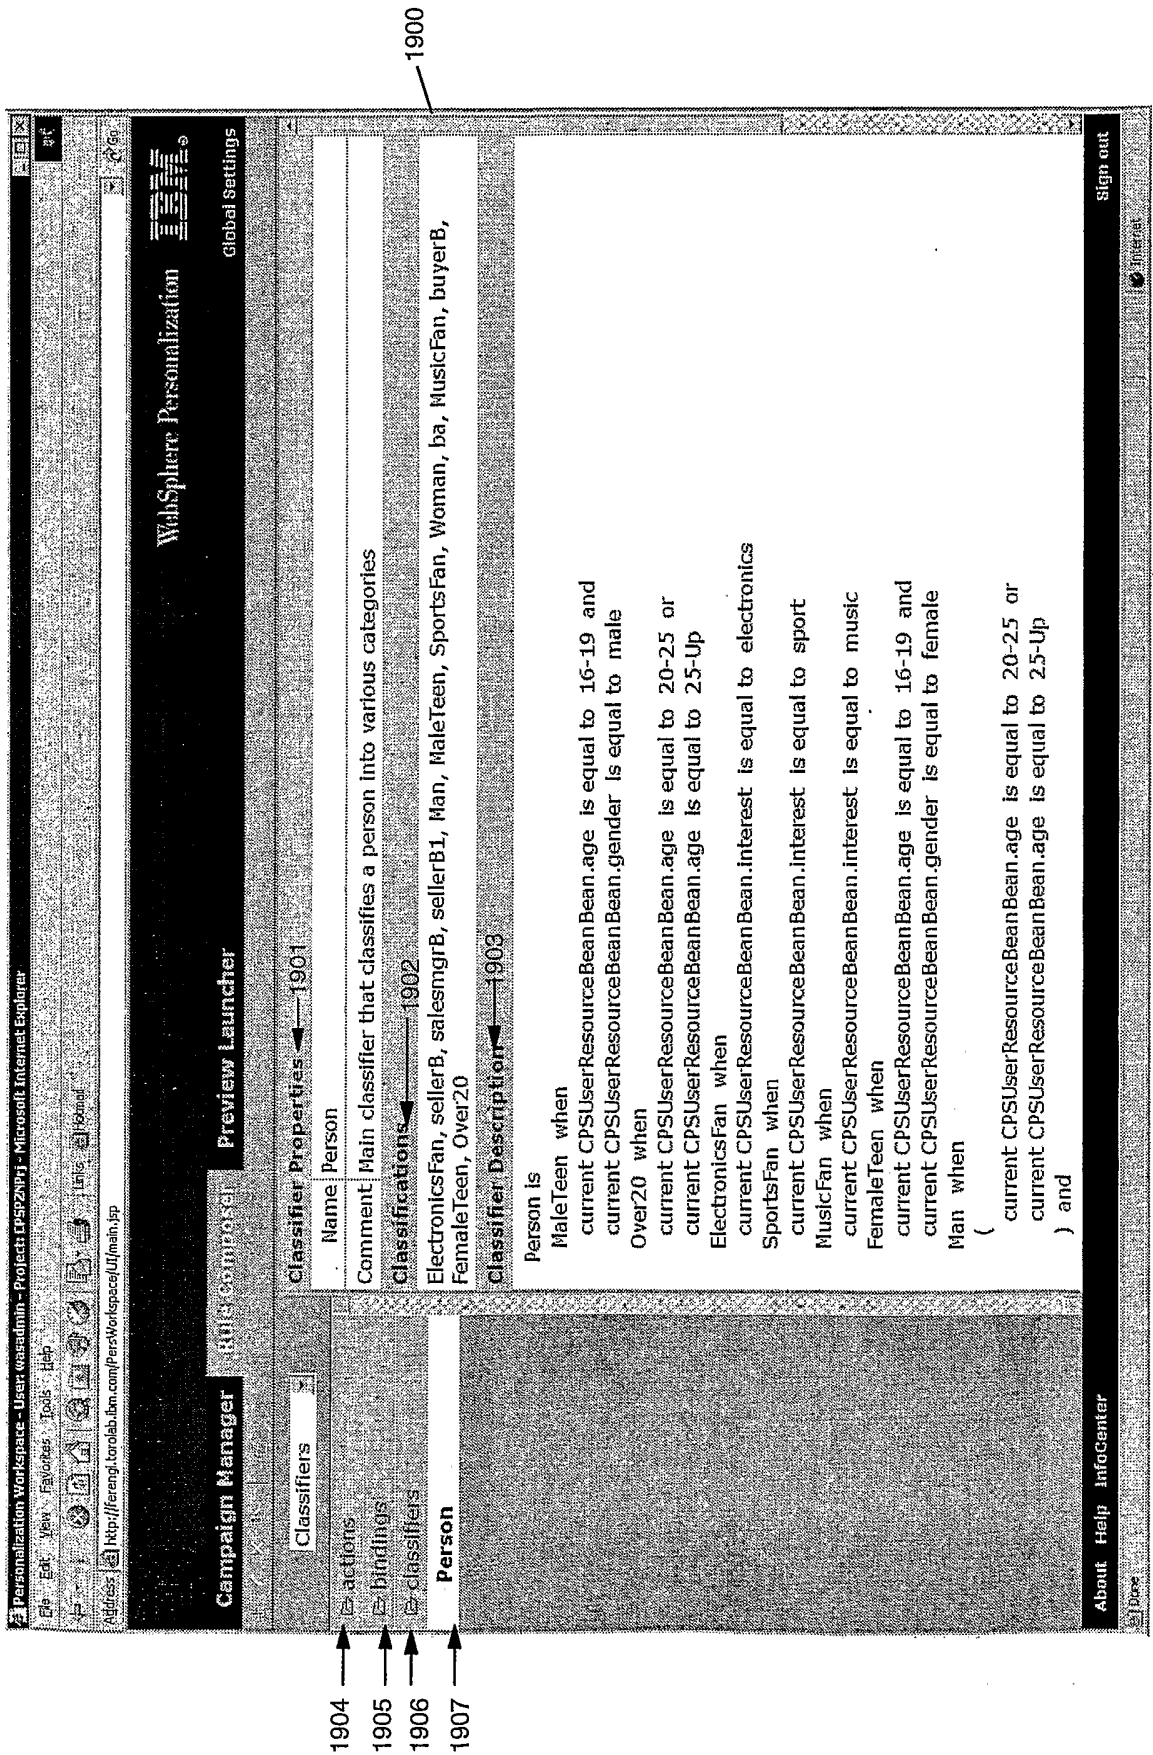 Personalization Workspace - User: wasadmin - Project: CPSPZNPrj - Microsoft Internet Explorer
File Edit View Favorites Tools Help
Links Hotmail
Address http://ferengi.torolab.ibm.com/PersWorkspace/UI/main.jsp Go
WebSphere Personalization IBM
Campaign Manager Rule Composer Preview Launcher Global Settings
Classifiers
actions
bindings
classifiers
Person
1904
1905
1906
1907
Classifier Properties 1901
Name Person
Comment Main classifier that classifies a person into various categories
Classifications 1902
ElectronicsFan, sellerB, salesmgrB, sellerB1, Man, MaleTeen, SportsFan, Woman, ba, MusicFan, buyerB,
FemaleTeen, Over20
Classifier Description 1903
Person is
MaleTeen when
current CPSUserResourceBeanBean.age is equal to 16-19 and
current CPSUserResourceBeanBean.gender is equal to male
Over20 when
current CPSUserResourceBeanBean.age is equal to 20-25 or
current CPSUserResourceBeanBean.age is equal to 25-Up
ElectronicsFan when
current CPSUserResourceBeanBean.interest is equal to electronics
SportsFan when
current CPSUserResourceBeanBean.interest is equal to sport
MusicFan when
current CPSUserResourceBeanBean.interest is equal to music
FemaleTeen when
current CPSUserResourceBeanBean.age is equal to 16-19 and
current CPSUserResourceBeanBean.gender is equal to female
Man when
(
current CPSUserResourceBeanBean.age is equal to 20-25 or
current CPSUserResourceBeanBean.age is equal to 25-Up
) and
1900
About Help InfoCenter Sign out
Done Internet